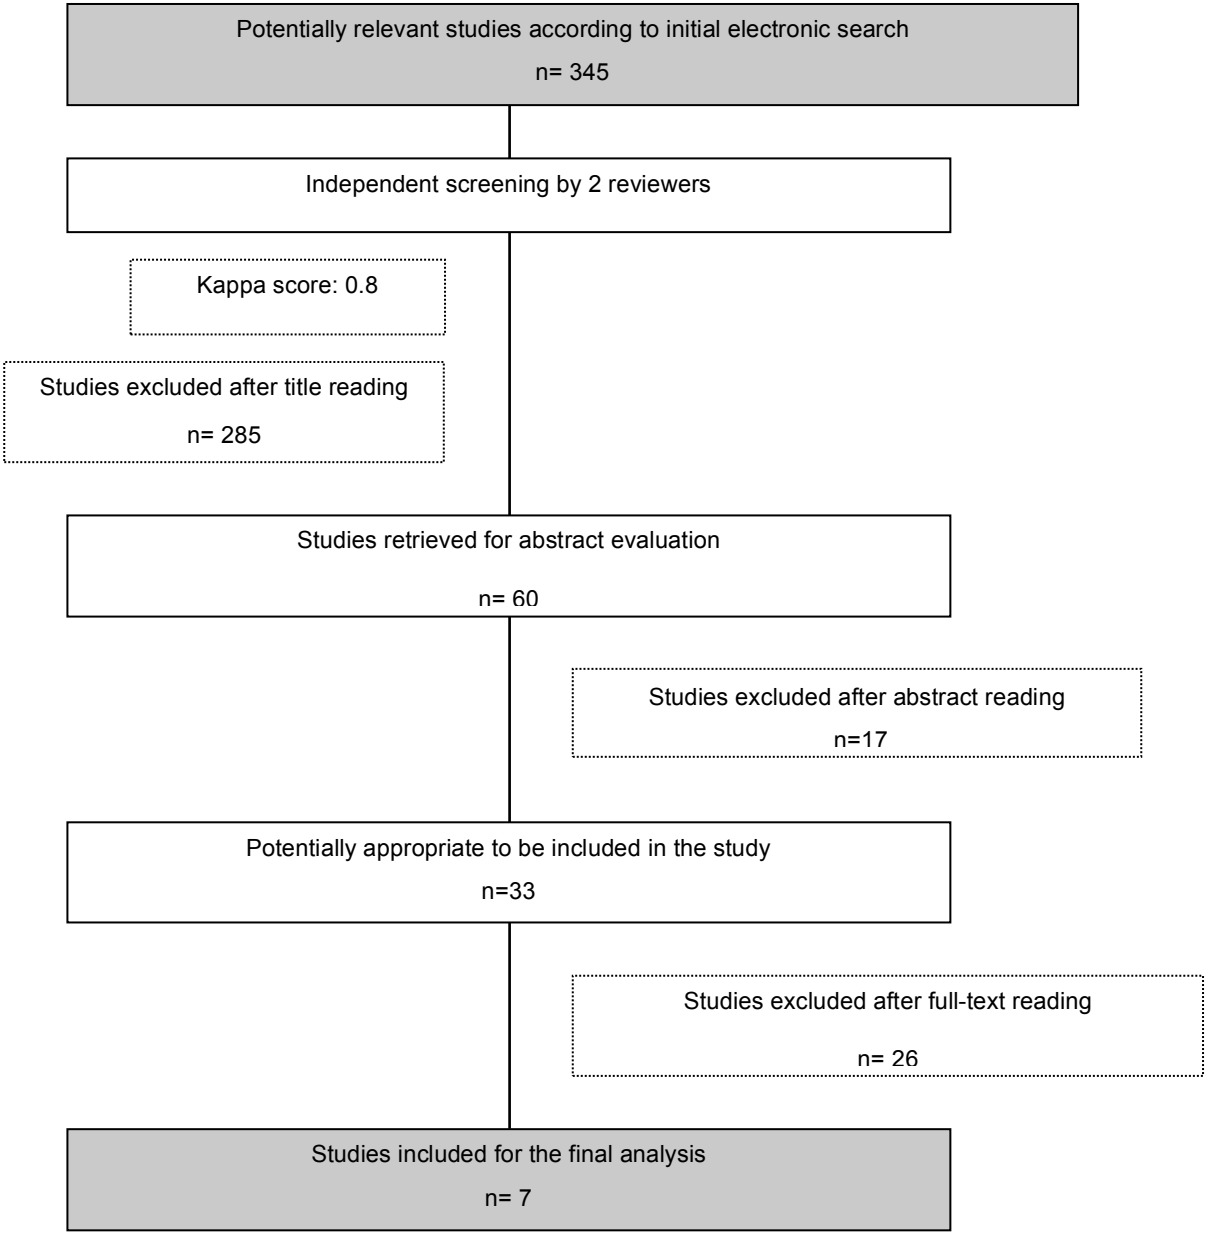 Potentially relevant studies according to initial electronic search
n= 345
Independent screening by 2 reviewers
Kappa score: 0.8
Studies excluded after title reading
n= 285
Studies retrieved for abstract evaluation
n= 60
Studies excluded after abstract reading
n=17
Potentially appropriate to be included in the study
n=33
Studies excluded after full-text reading
n= 26
Studies included for the final analysis
n= 7